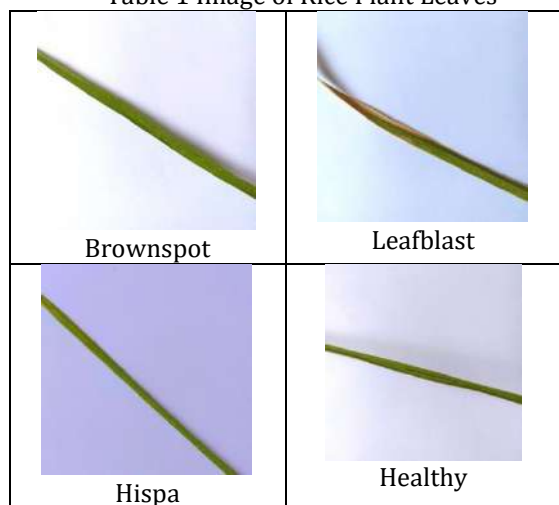 Table 1 Image of Rice Plant Leaves
Brownspot
Leafblast
Hispa
Healthy